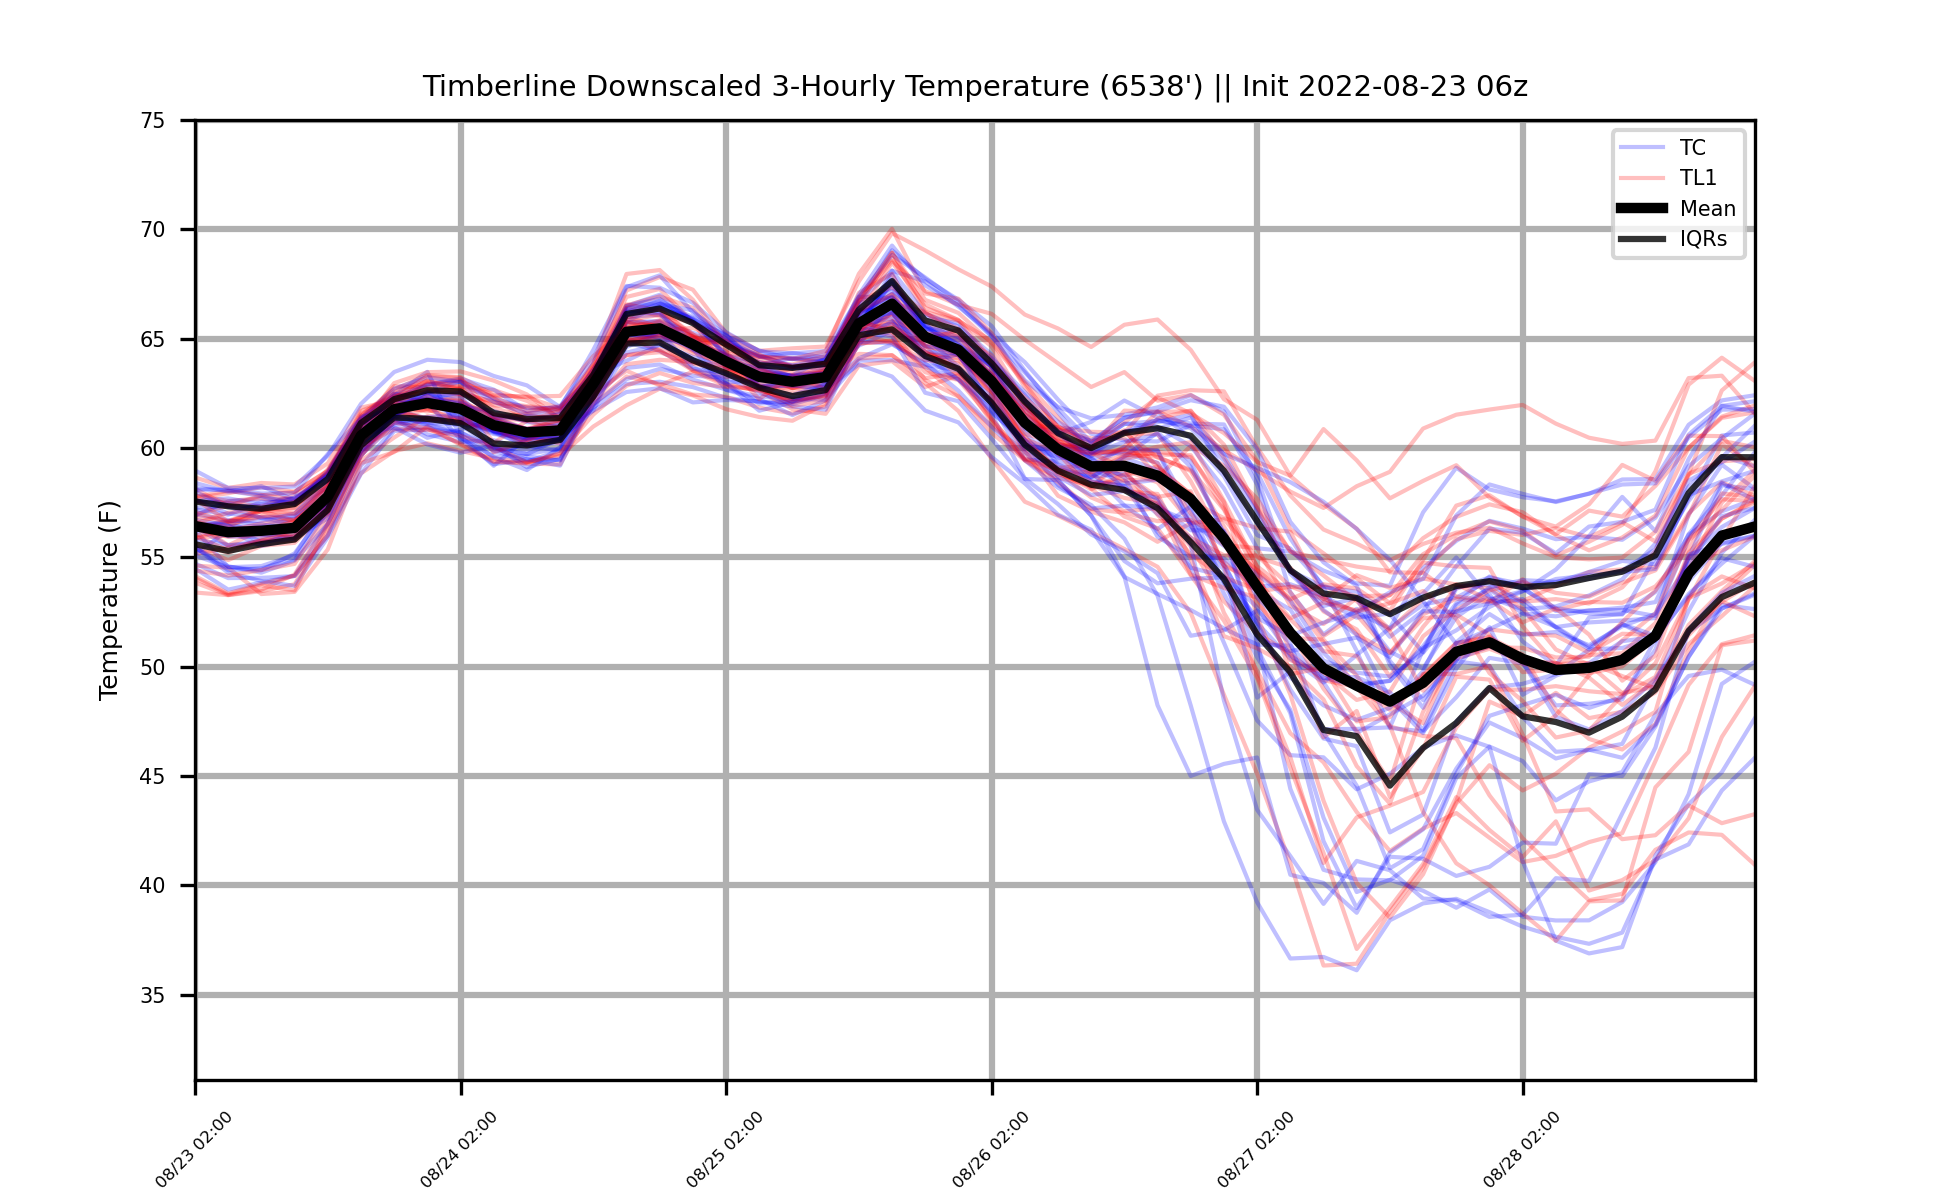 Timberline Downscaled 3-Hourly Temperature (6538') || Init 2022-08-23 06z
TC
TL1
Mean
IQRs
Temperature (F)
75
70
65
60
55
50
45
40
35
08/23 02:00
08/24 02:00
08/25 02:00
08/26 02:00
08/27 02:00
08/28 02:00